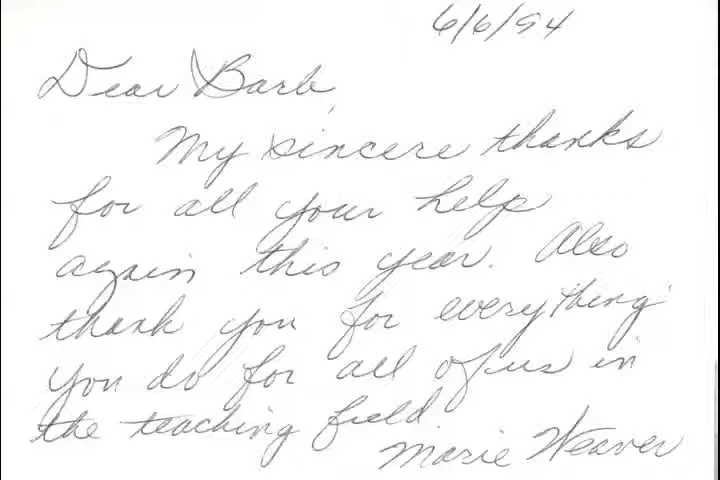 6/6/94
Dear Barb,
My sincere thanks
for all your help
again this year. Also
thank you for everything
you do for all of us in
the teaching field
Marie Weaver